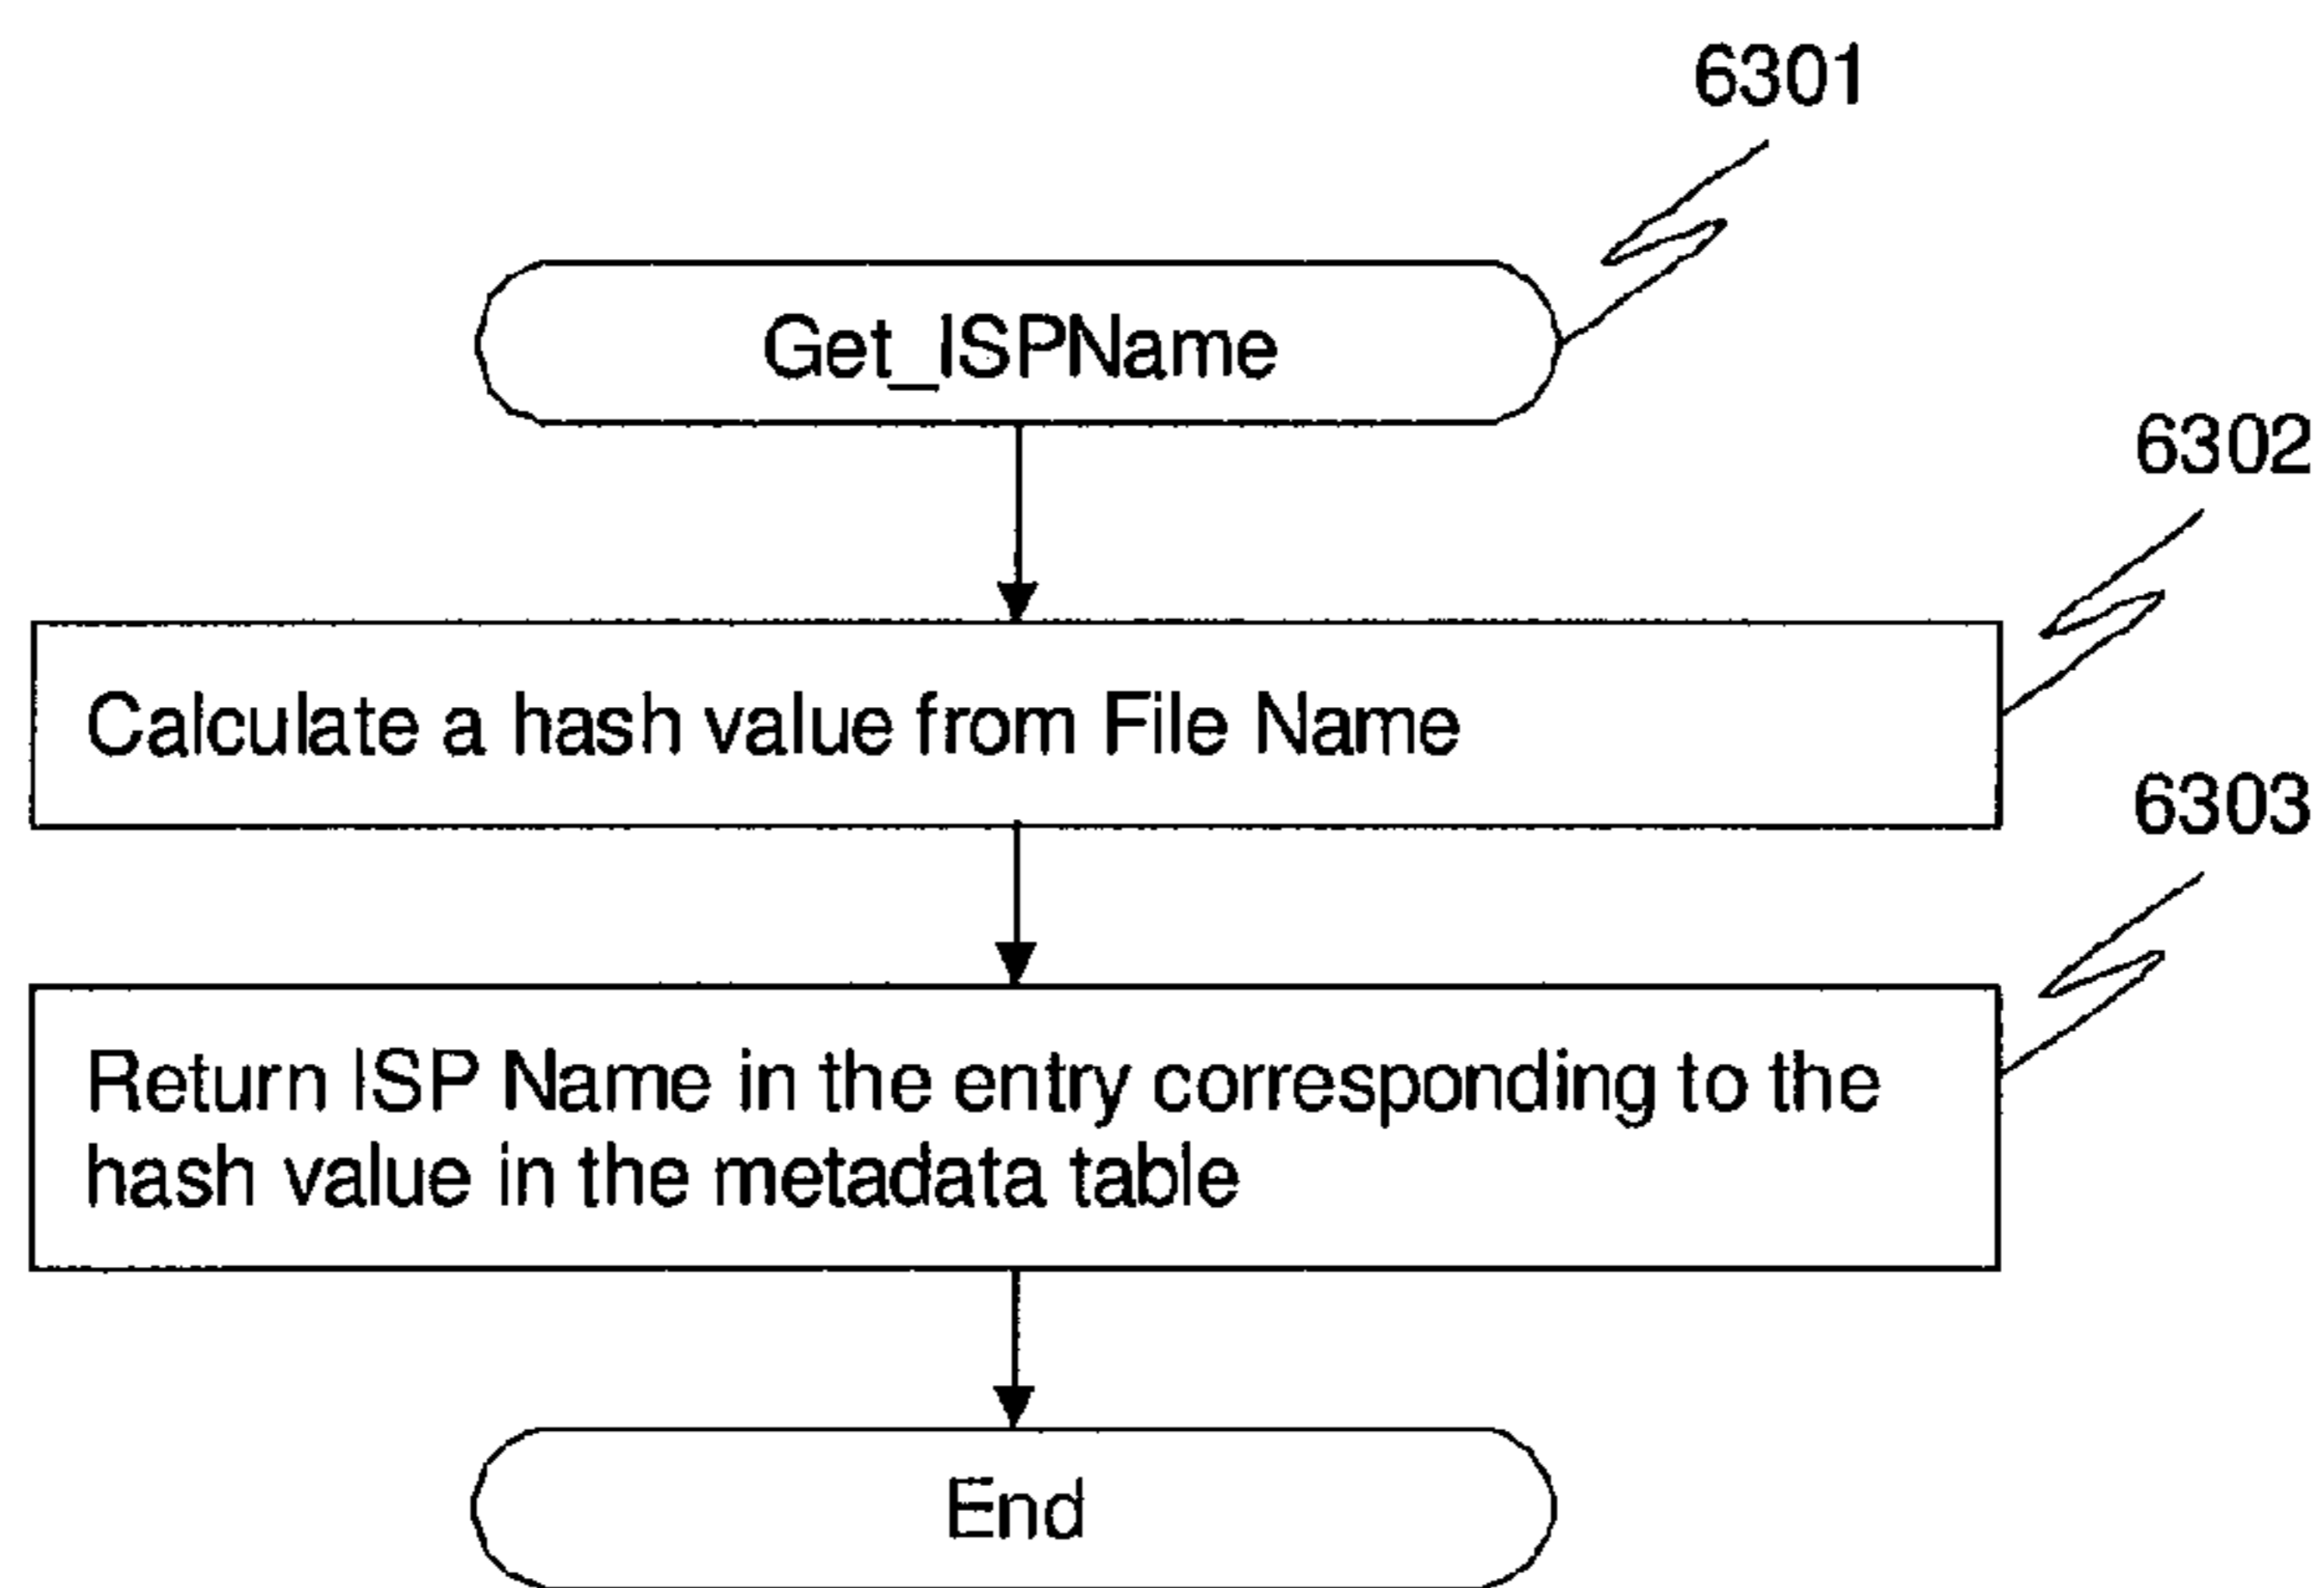 6301
Get_ISPName
6302
Calculate a hash value from File Name
6303
Return ISP Name in the entry corresponding to the
hash value in the metadata table
End